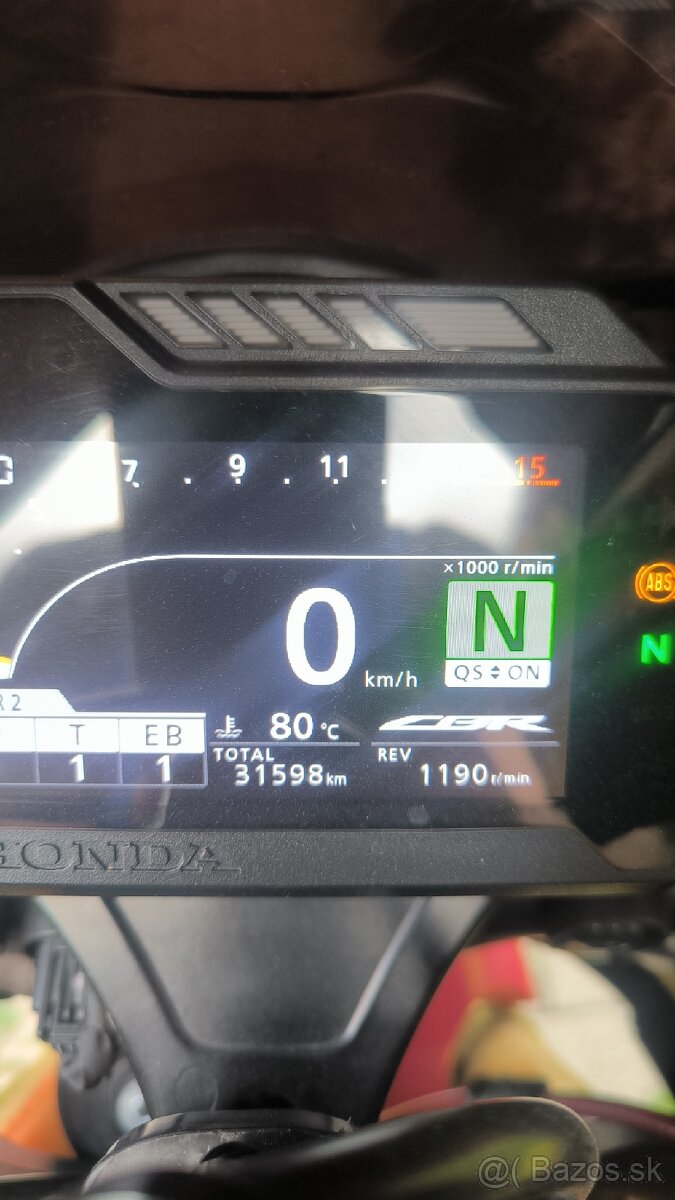 7 . 9 . 11 . 15
×1000 r/min
ABS
0 km/h
N
QS ON
N
R2
T EB
1 1
80 °C
CBR
TOTAL
31598 km
REV
1190 r/min
HONDA
@( Bazos.sk